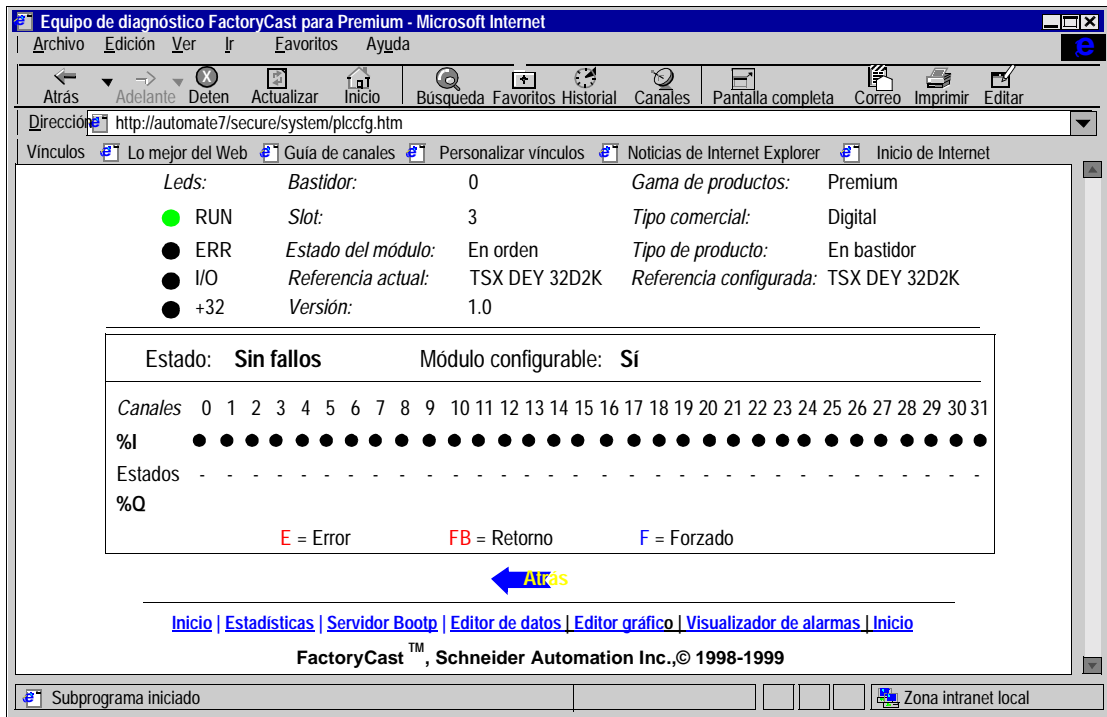 Equipo de diagnóstico FactoryCast para Premium - Microsoft Internet
Archivo Edición Ver Ir Favoritos Ayuda
Atrás Adelante Deten Actualizar Inicio Búsqueda Favoritos Historial Canales Pantalla completa Correo Imprimir Editar
Dirección http://automate7/secure/system/plccfg.htm
Vínculos Lo mejor del Web Guía de canales Personalizar vínculos Noticias de Internet Explorer Inicio de Internet
Leds: Bastidor: 0 Gama de productos: Premium
RUN Slot: 3 Tipo comercial: Digital
ERR Estado del módulo: En orden Tipo de producto: En bastidor
I/O Referencia actual: TSX DEY 32D2K Referencia configurada: TSX DEY 32D2K
+32 Versión: 1.0
Estado: Sin fallos Módulo configurable: Sí
Canales 0 1 2 3 4 5 6 7 8 9 10 11 12 13 14 15 16 17 18 19 20 21 22 23 24 25 26 27 28 29 30 31
%I
Estados - - - - - - - - - - - - - - - - - - - - - - - - - - - - - - - -
%Q
E = Error FB = Retorno F = Forzado
Atrás
Inicio | Estadísticas | Servidor Bootp | Editor de datos | Editor gráfico | Visualizador de alarmas | Inicio
FactoryCast TM, Schneider Automation Inc.,© 1998-1999
Subprograma iniciado Zona intranet local